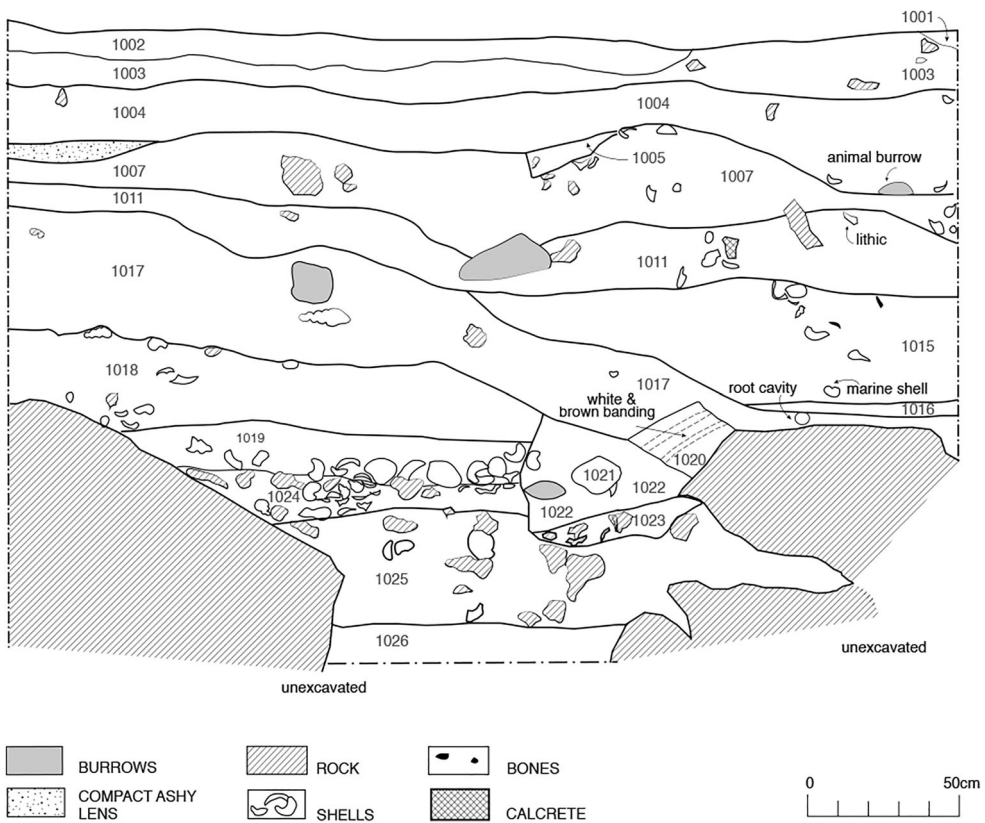 1001
1002
1003
1003
1004
1004
1005
animal burrow
1007
1007
1011
lithic
1011
1017
1015
1018
1017
root cavity
marine shell
1016
white &
brown banding
1019
1020
1021
1022
1024
1022
1023
1025
1026
unexcavated
unexcavated
BURROWS
ROCK
BONES
COMPACT ASHY
LENS
SHELLS
CALCRETE
0
50cm